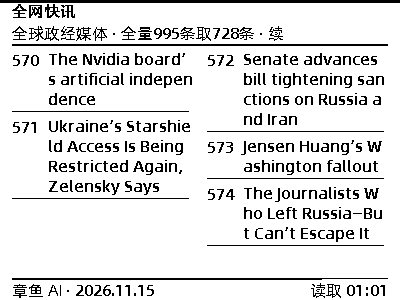 全网快讯
全球政经媒体 · 全量995条取728条 · 续
570 The Nvidia board’
s artificial indepen
dence
571 Ukraine’s Starshie
ld Access Is Being
Restricted Again,
Zelensky Says
572 Senate advances
bill tightening san
ctions on Russia a
nd Iran
573 Jensen Huang’s W
ashington fallout
574 The Journalists W
ho Left Russia—Bu
t Can’t Escape It
章鱼 AI · 2026.11.15
读取 01:01